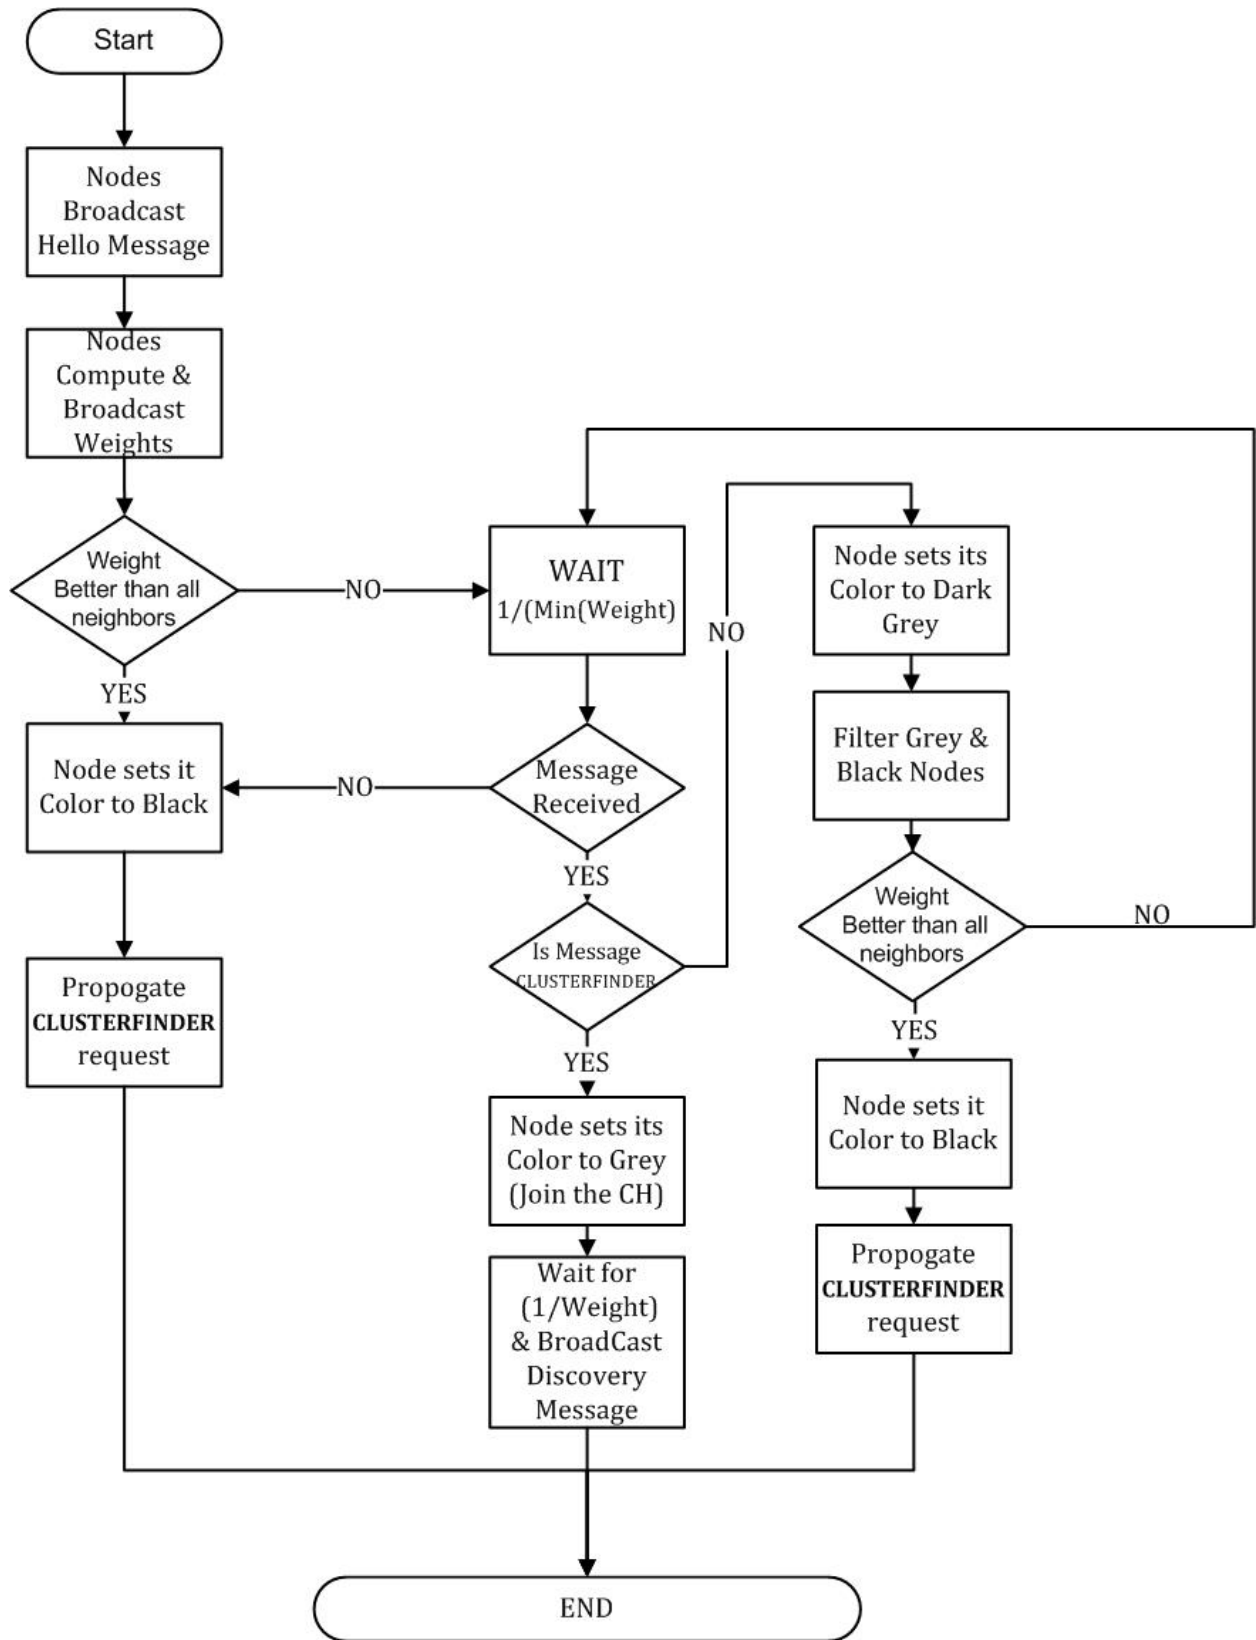 Start
Nodes
Broadcast
Hello Message
Nodes
Compute &
Broadcast
Weights
Weight
Better than all
neighbors
NO
YES
Node sets it
Color to Black
Propogate
CLUSTERFINDER
request
WAIT
1/(Min(Weight)
Message
Received
NO
YES
Is Message
CLUSTERFINDER
NO
YES
Node sets its
Color to Grey
(Join the CH)
Wait for
(1/Weight)
& BroadCast
Discovery
Message
Node sets its
Color to Dark
Grey
Filter Grey &
Black Nodes
Weight
Better than all
neighbors
NO
YES
Node sets it
Color to Black
Propogate
CLUSTERFINDER
request
END